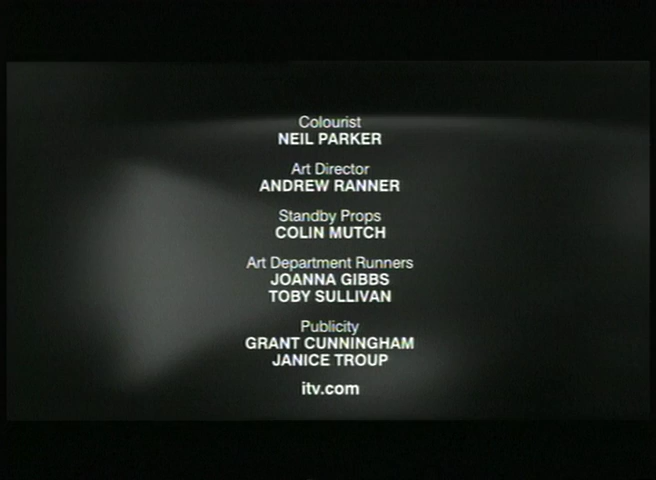 Colourist
NEIL PARKER
Art Director
ANDREW RANNER
Standby Props
COLIN MUTCH
Art Department Runners
JOANNA GIBBS
TOBY SULLIVAN
Publicity
GRANT CUNNINGHAM
JANICE TROUP
itv.com